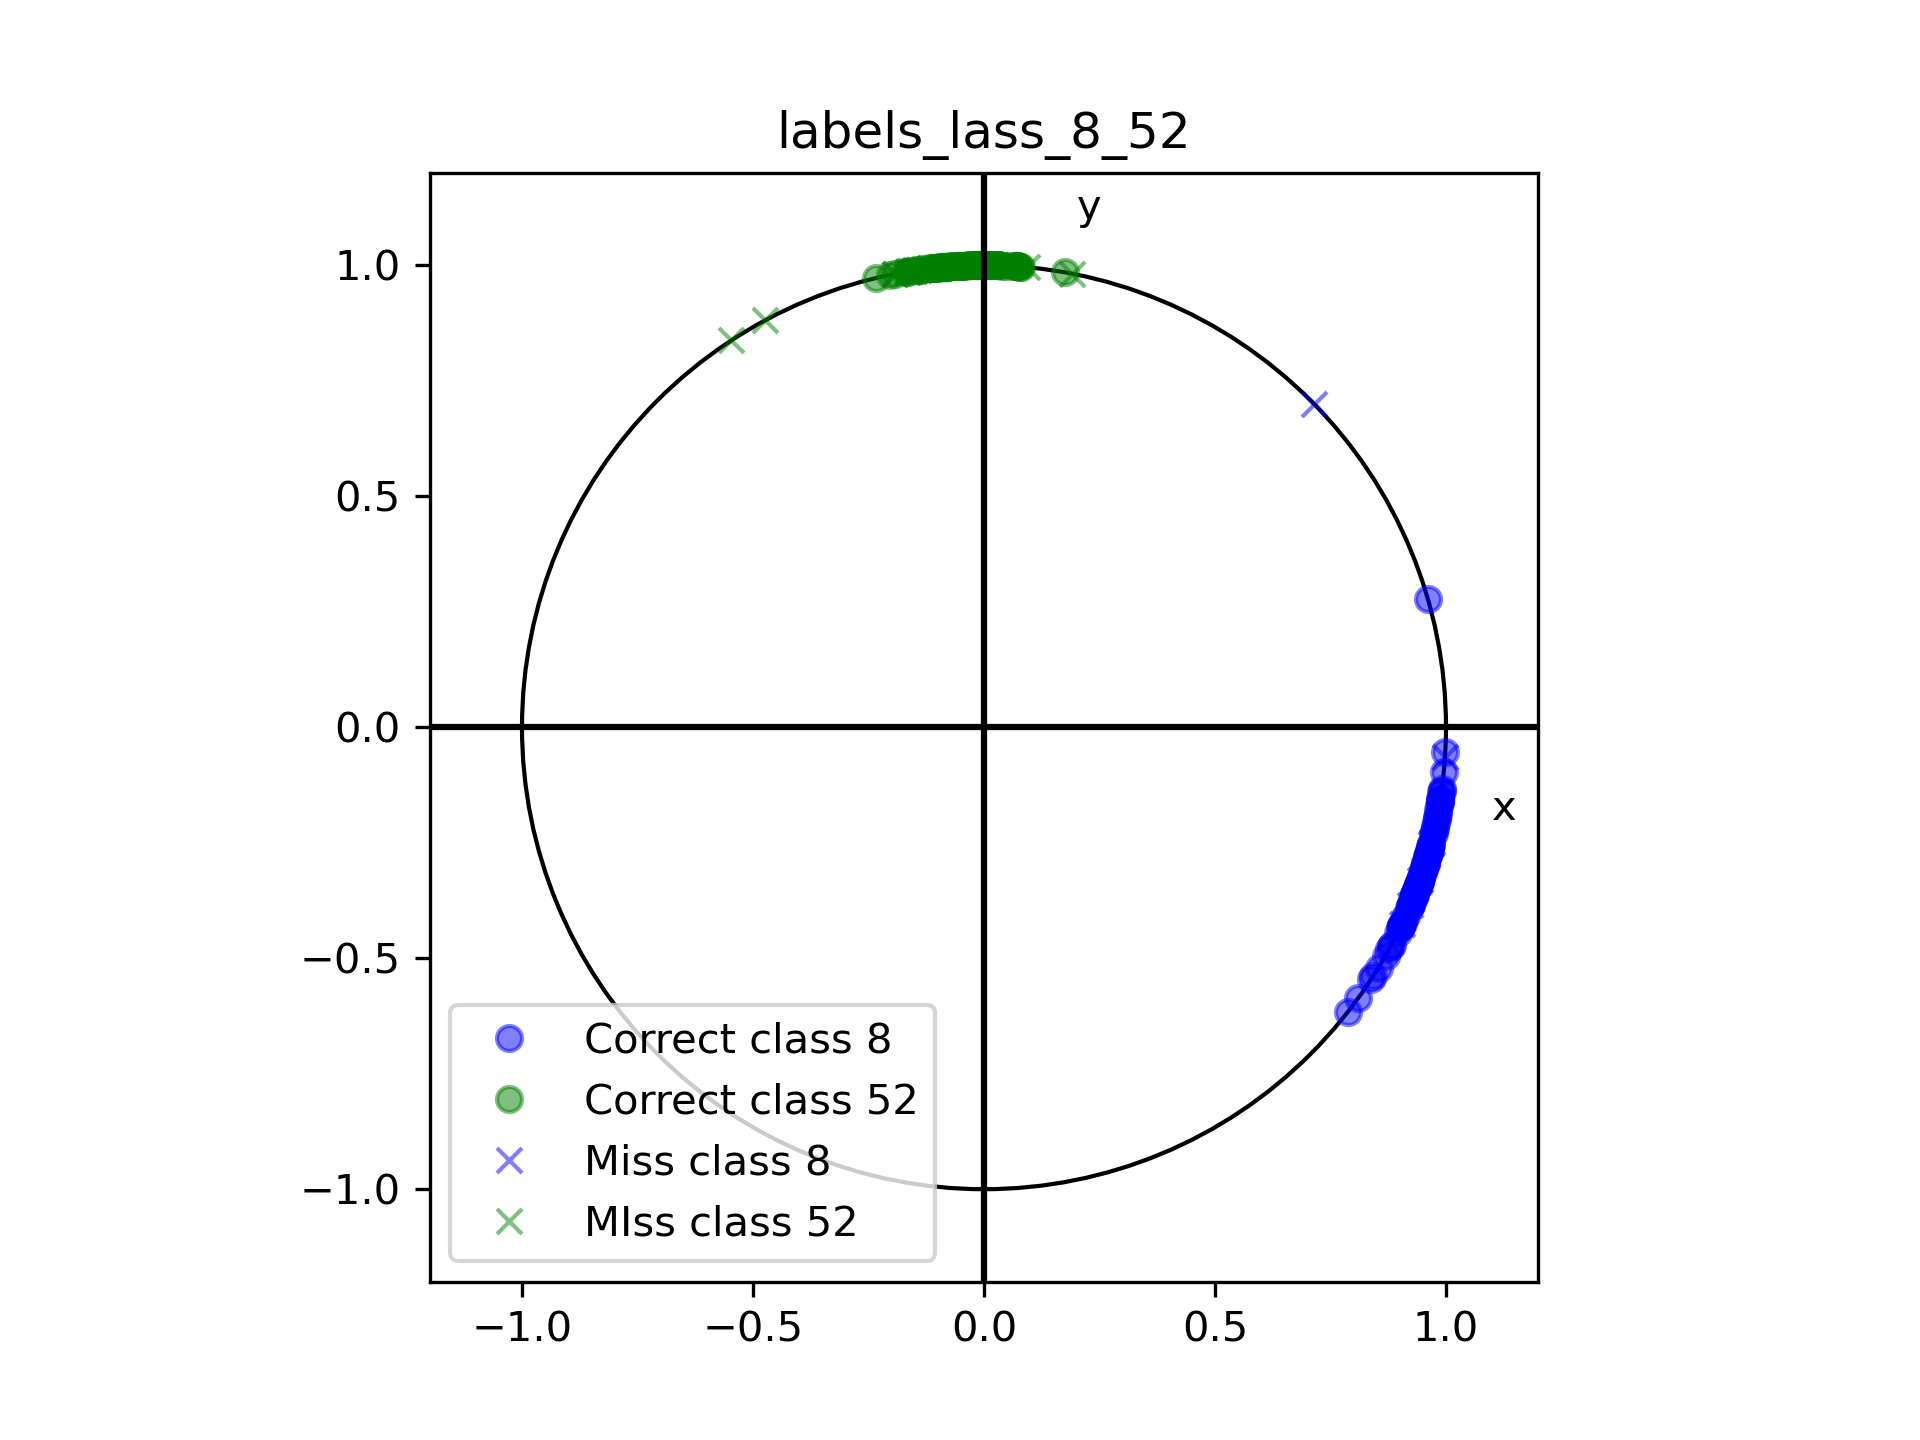 labels_lass_8_52
y
1.0
0.5
0.0
x
−0.5
−1.0
Correct class 8
Correct class 52
Miss class 8
MIss class 52
−1.0 −0.5 0.0 0.5 1.0